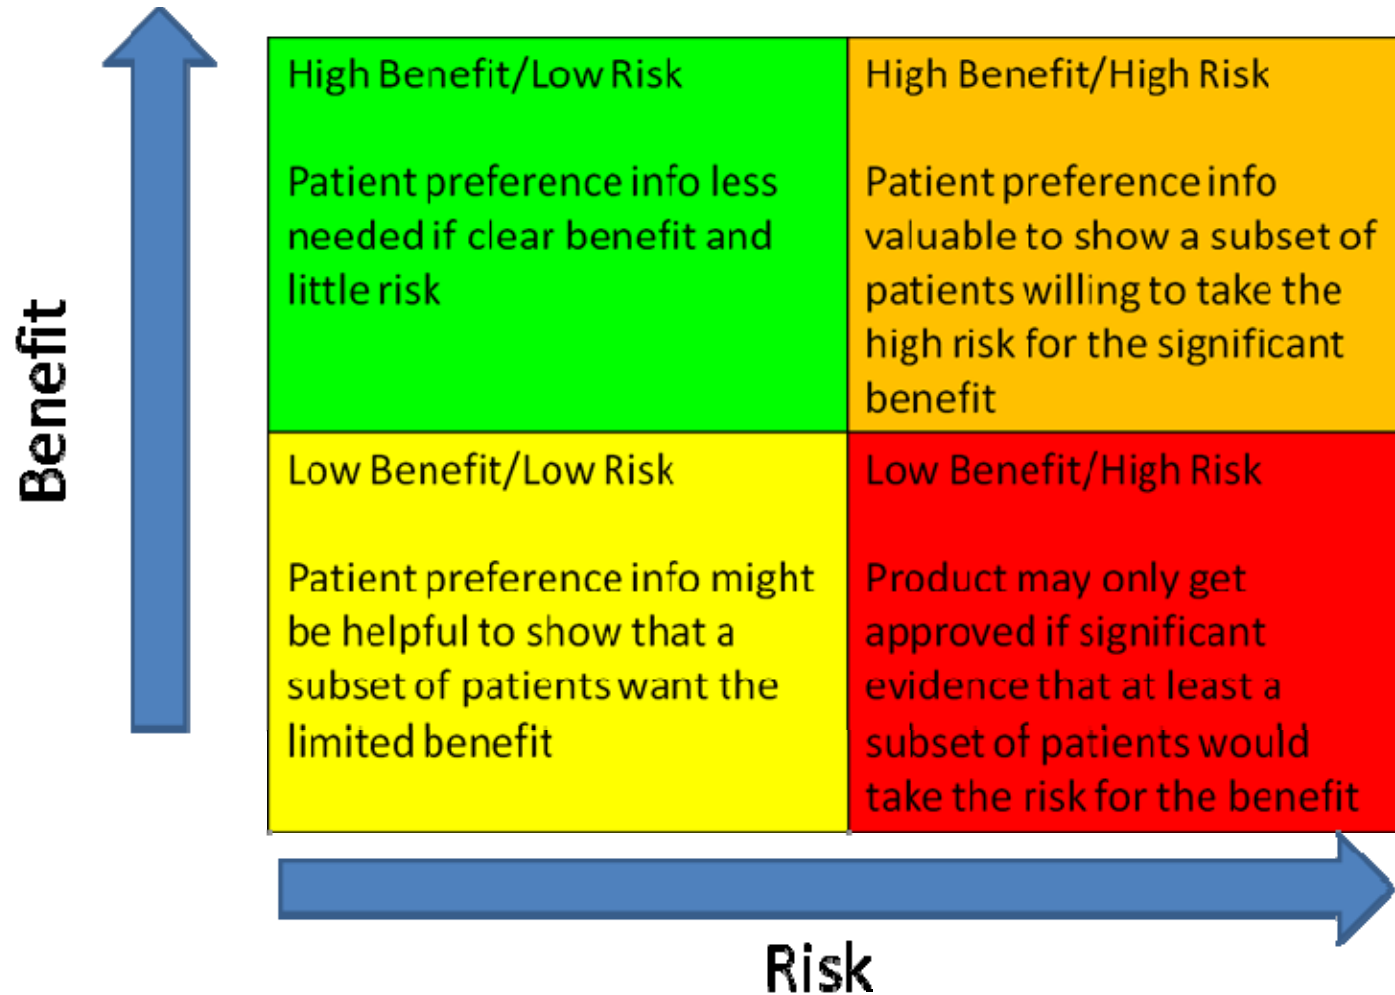 Benefit
High Benefit/Low Risk
Patient preference info less
needed if clear benefit and
little risk
High Benefit/High Risk
Patient preference info
valuable to show a subset of
patients willing to take the
high risk for the significant
benefit
Low Benefit/Low Risk
Patient preference info might
be helpful to show that a
subset of patients want the
limited benefit
Low Benefit/High Risk
Product may only get
approved if significant
evidence that at least a
subset of patients would
take the risk for the benefit
Risk